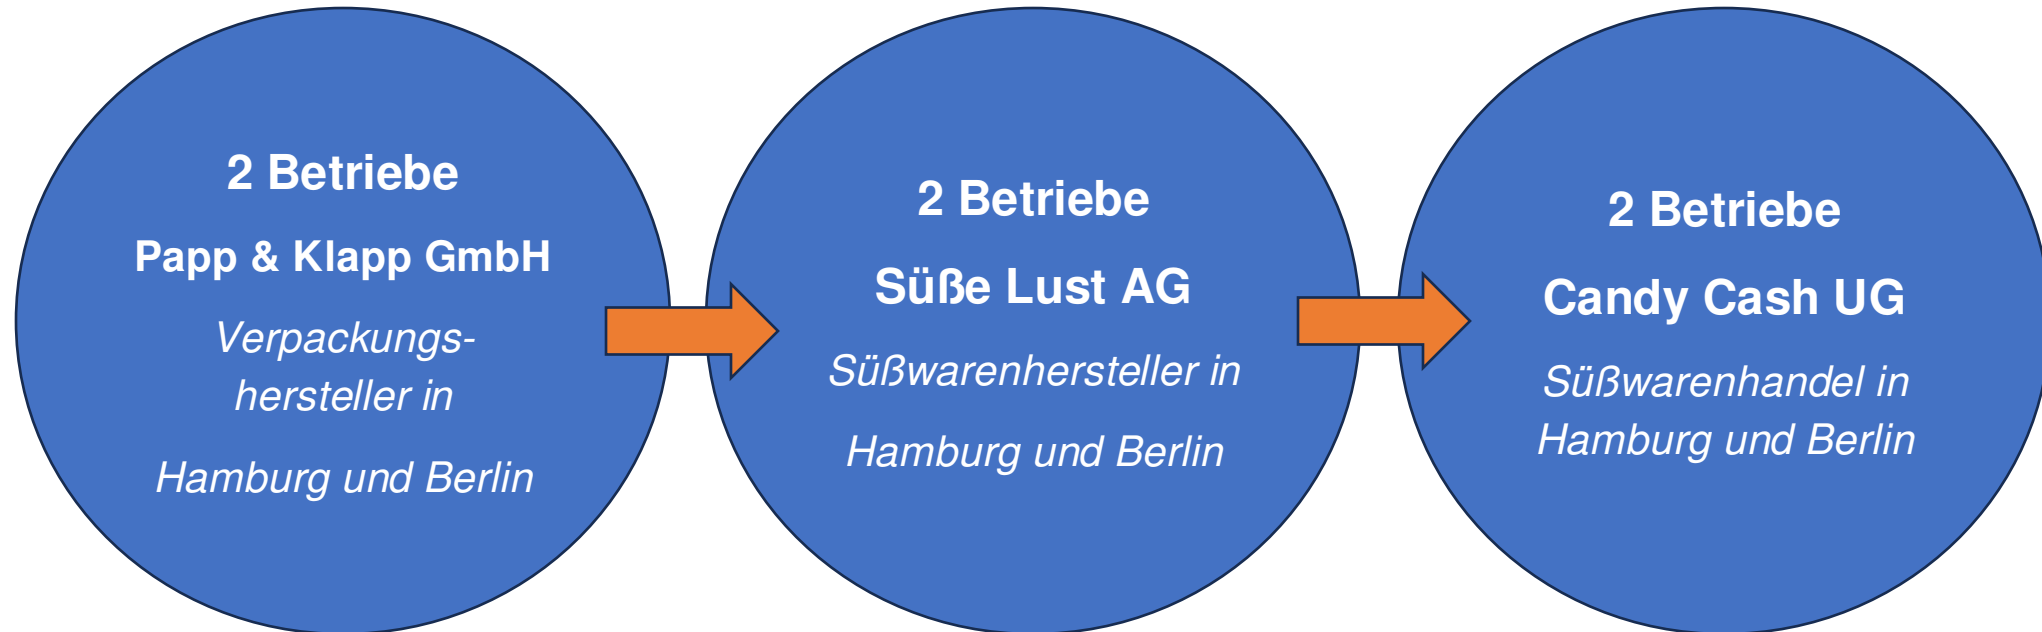 2 Betriebe
Papp & Klapp GmbH
Verpackungs-
hersteller in
Hamburg und Berlin
2 Betriebe
Süße Lust AG
Süßwarenhersteller in
Hamburg und Berlin
2 Betriebe
Candy Cash UG
Süßwarenhandel in
Hamburg und Berlin